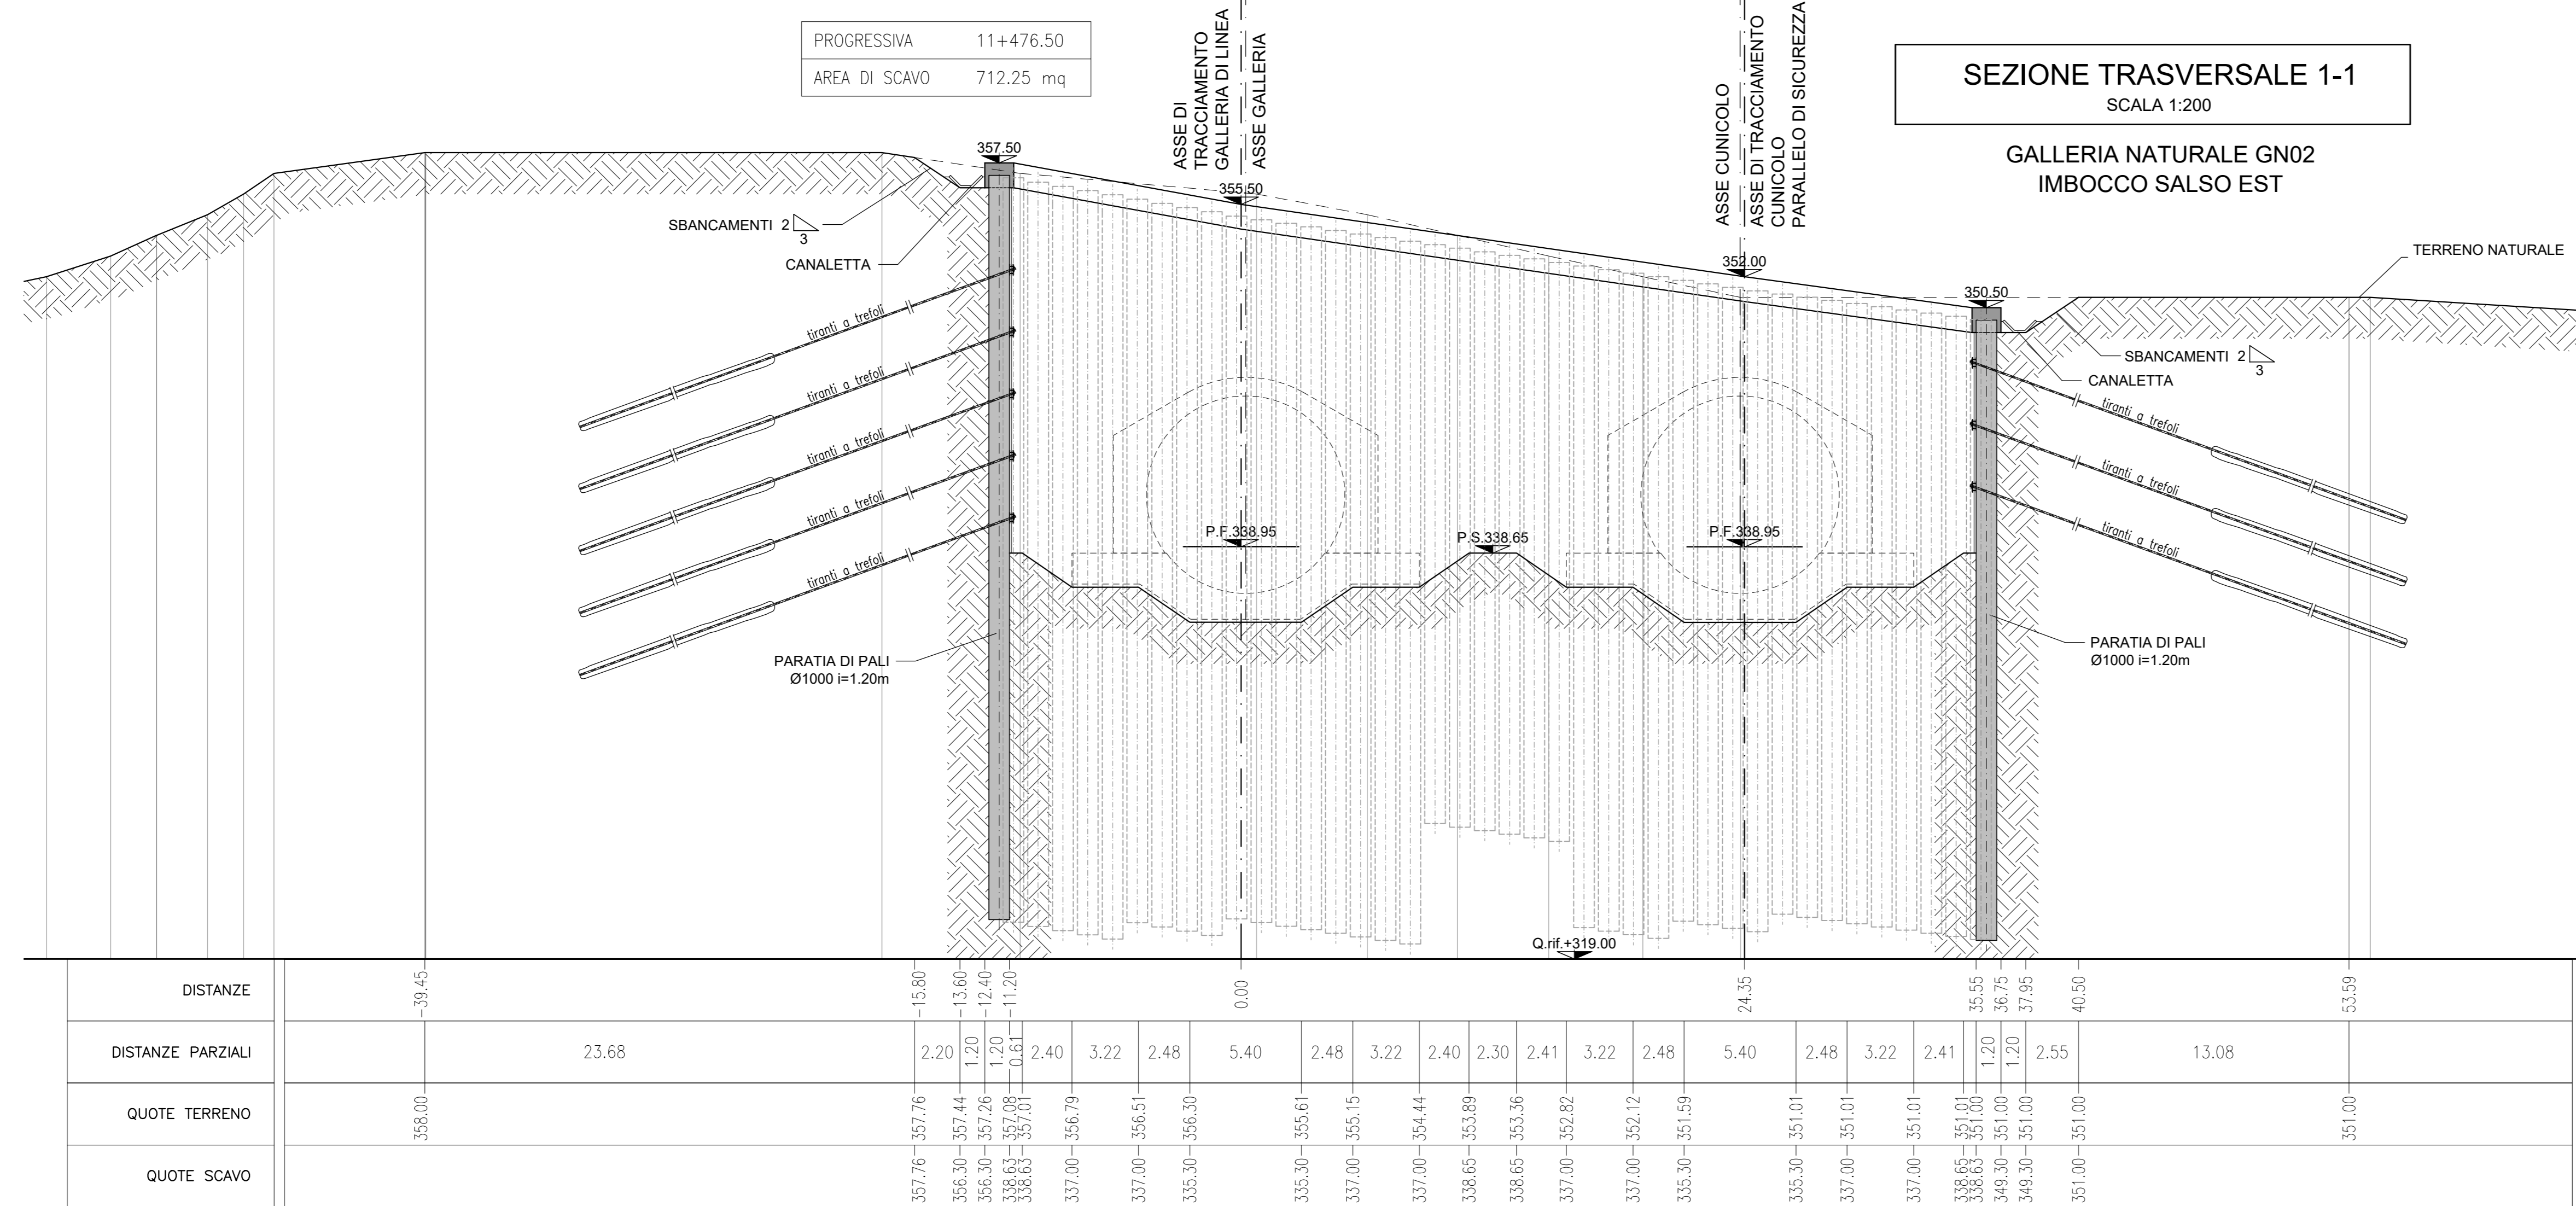 PROGRESSIVA 11+476.50
AREA DI SCAVO 712.25 mq
ASSE DI
TRACCIAMENTO
GALLERIA DI LINEA
ASSE GALLERIA
ASSE CUNICOLO
ASSE DI TRACCIAMENTO
CUNICOLO
PARALLELO DI SICUREZZA
SEZIONE TRASVERSALE 1-1
SCALA 1:200
GALLERIA NATURALE GN02
IMBOCCO SALSO EST
357.50
355.50
352.00
350.50
SBANCAMENTI 2
3
CANALETTA
TERRENO NATURALE
SBANCAMENTI 2
3
CANALETTA
tiranti a trefoli
tiranti a trefoli
tiranti a trefoli
tiranti a trefoli
tiranti a trefoli
tiranti a trefoli
tiranti a trefoli
tiranti a trefoli
P.F.338.95
P.S.338.65
P.F.338.95
PARATIA DI PALI
Ø1000 i=1.20m
PARATIA DI PALI
Ø1000 i=1.20m
Q.rif.+319.00
DISTANZE -39.45 -15.80 -13.60 -12.40 -11.20 0.00 24.35 35.55 36.75 37.95 40.50 53.59
DISTANZE PARZIALI 23.68 2.20 1.20 1.20 0.61 2.40 3.22 2.48 5.40 2.48 3.22 2.40 2.30 2.41 3.22 2.48 5.40 2.48 3.22 2.41 1.20 1.20 2.55 13.08
QUOTE TERRENO 358.00 357.76 357.44 357.26 357.08 357.01 356.79 356.51 356.30 355.61 355.15 354.44 353.89 353.36 352.82 352.12 351.59 351.01 351.01 351.01 351.01 351.00 351.00 351.00 351.00 351.00
QUOTE SCAVO 357.76 356.30 356.30 338.63 338.63 337.00 337.00 335.30 335.30 337.00 337.00 338.65 338.65 337.00 337.00 335.30 335.30 337.00 337.00 338.65 338.63 349.30 349.30 351.00